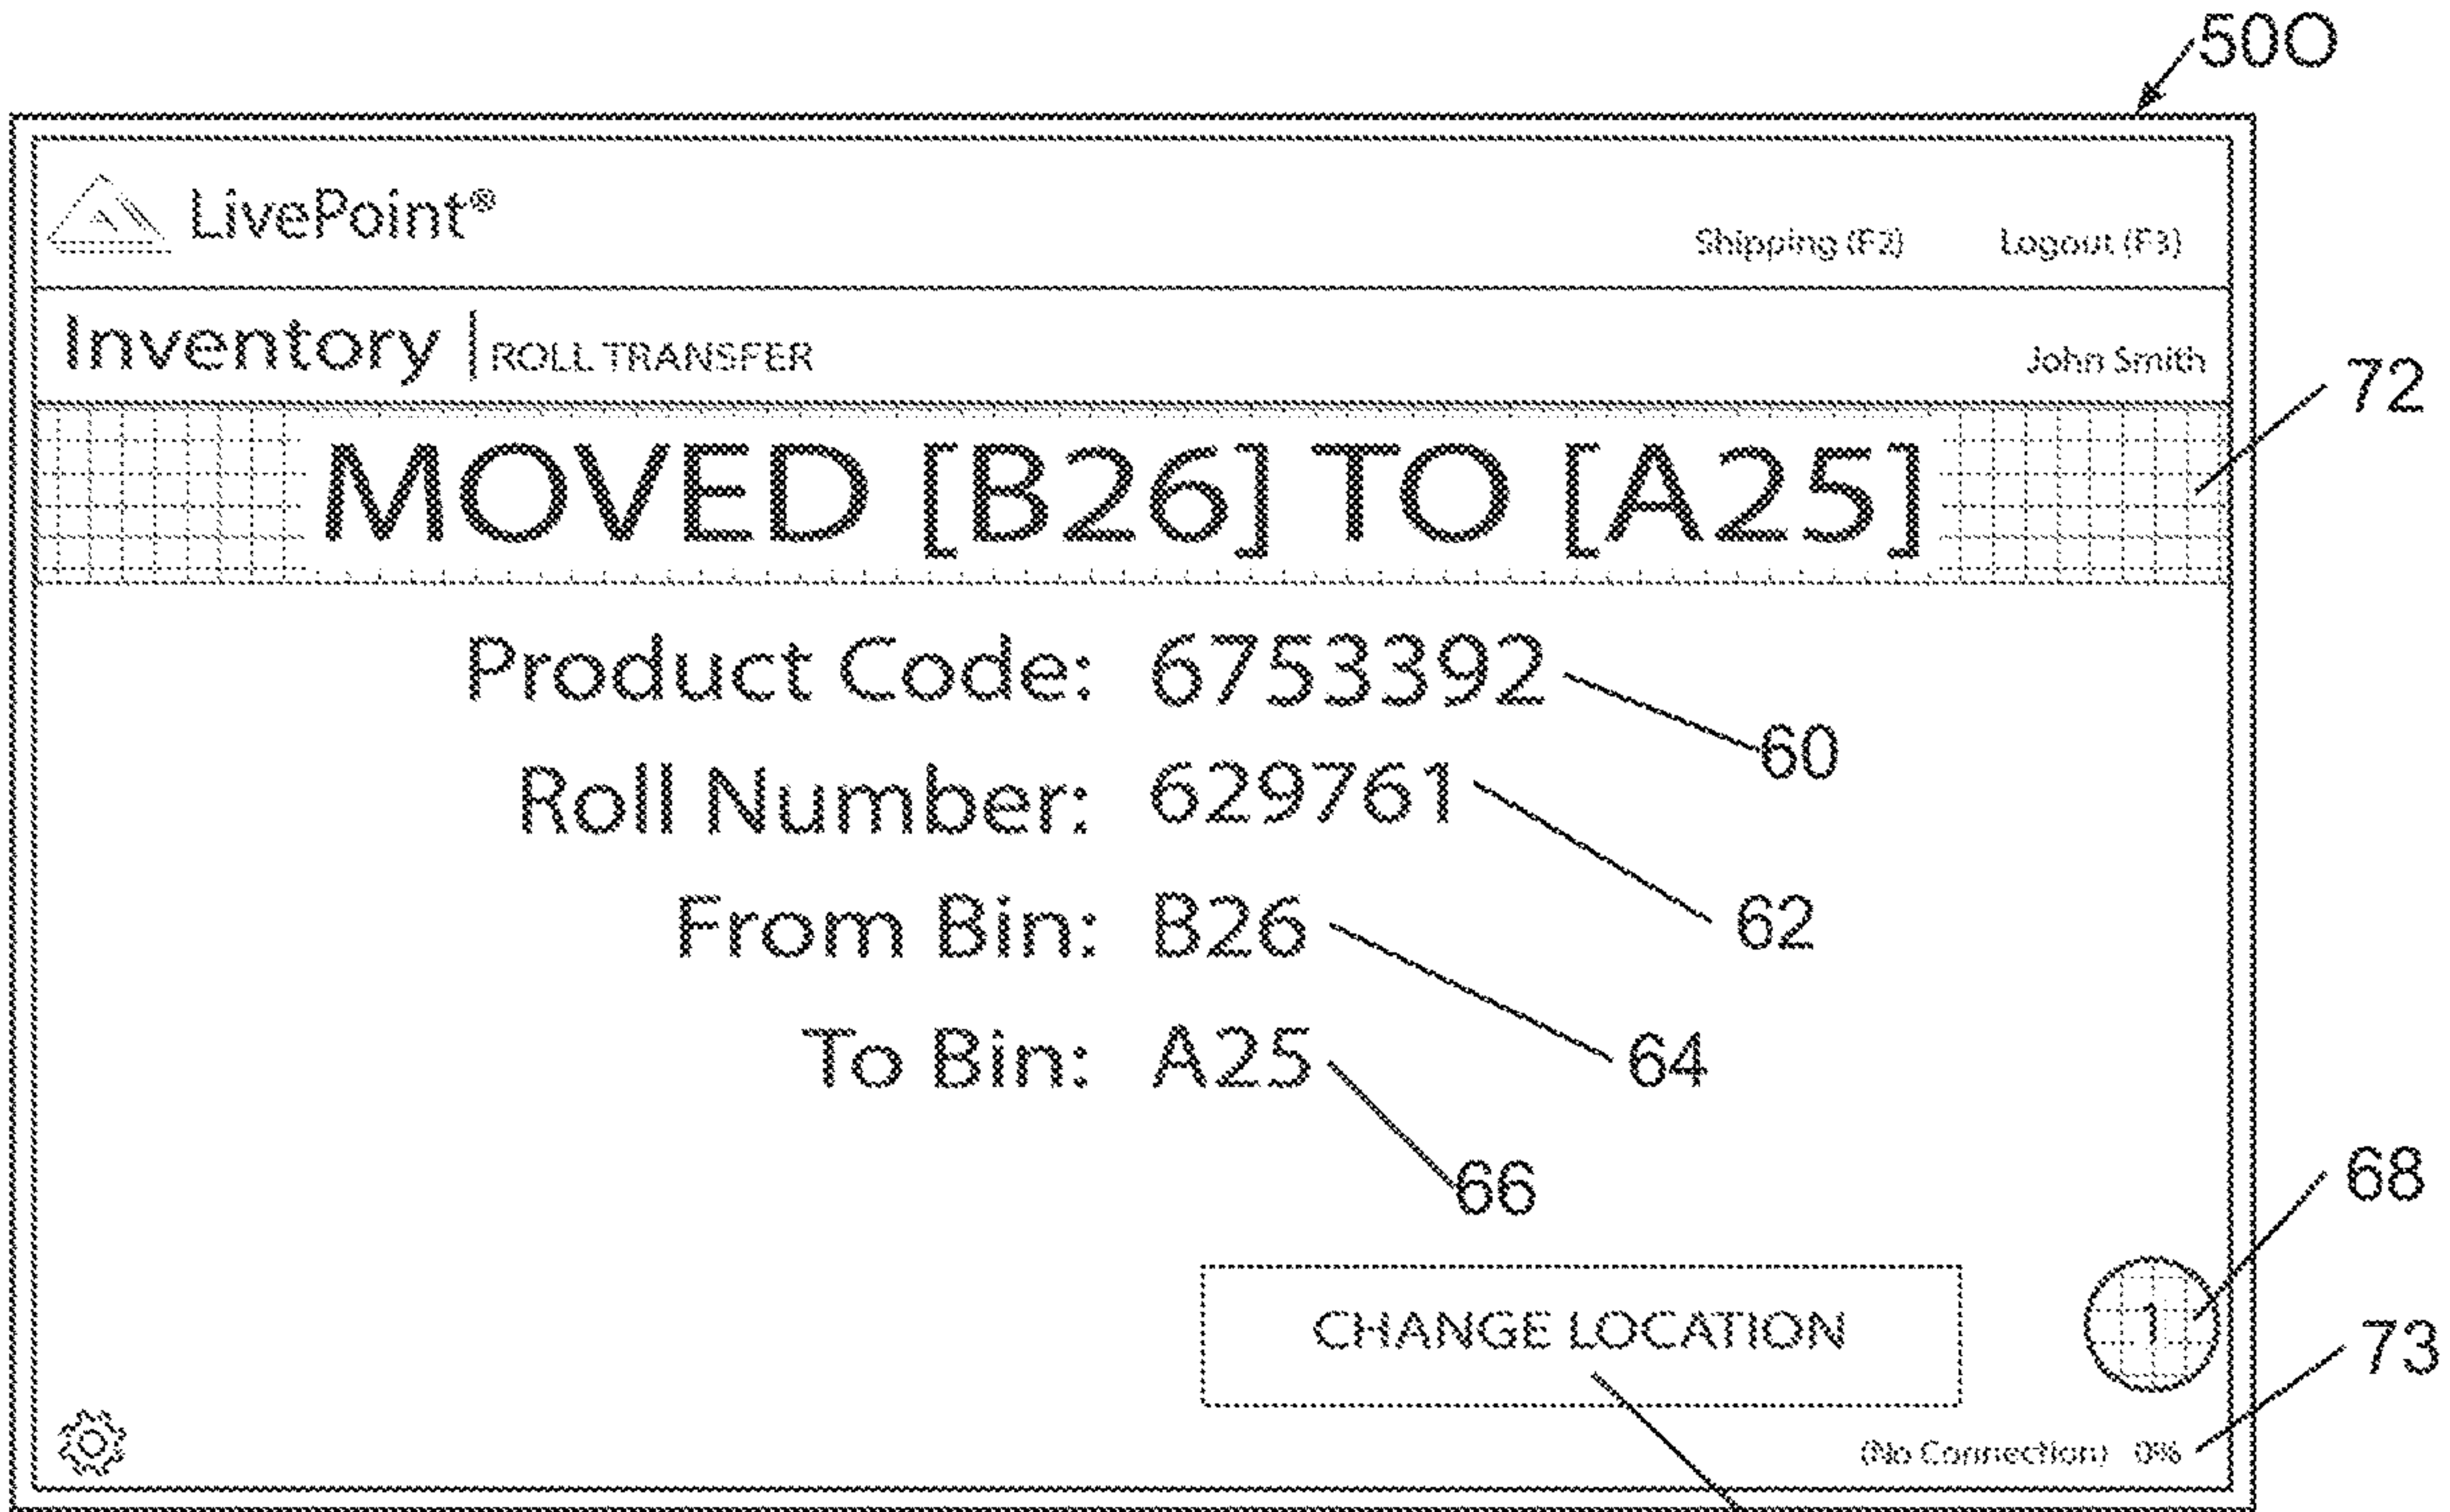 50O
LivePoint®
Shipping (F2) Logout (F3)
Inventory | ROLL TRANSFER John Smith
72
MOVED [B26] TO [A25]
Product Code: 6753392
60
Roll Number: 629761
62
From Bin: B26
64
To Bin: A25
66
68
CHANGE LOCATION 1
73
(No Connection) 0%